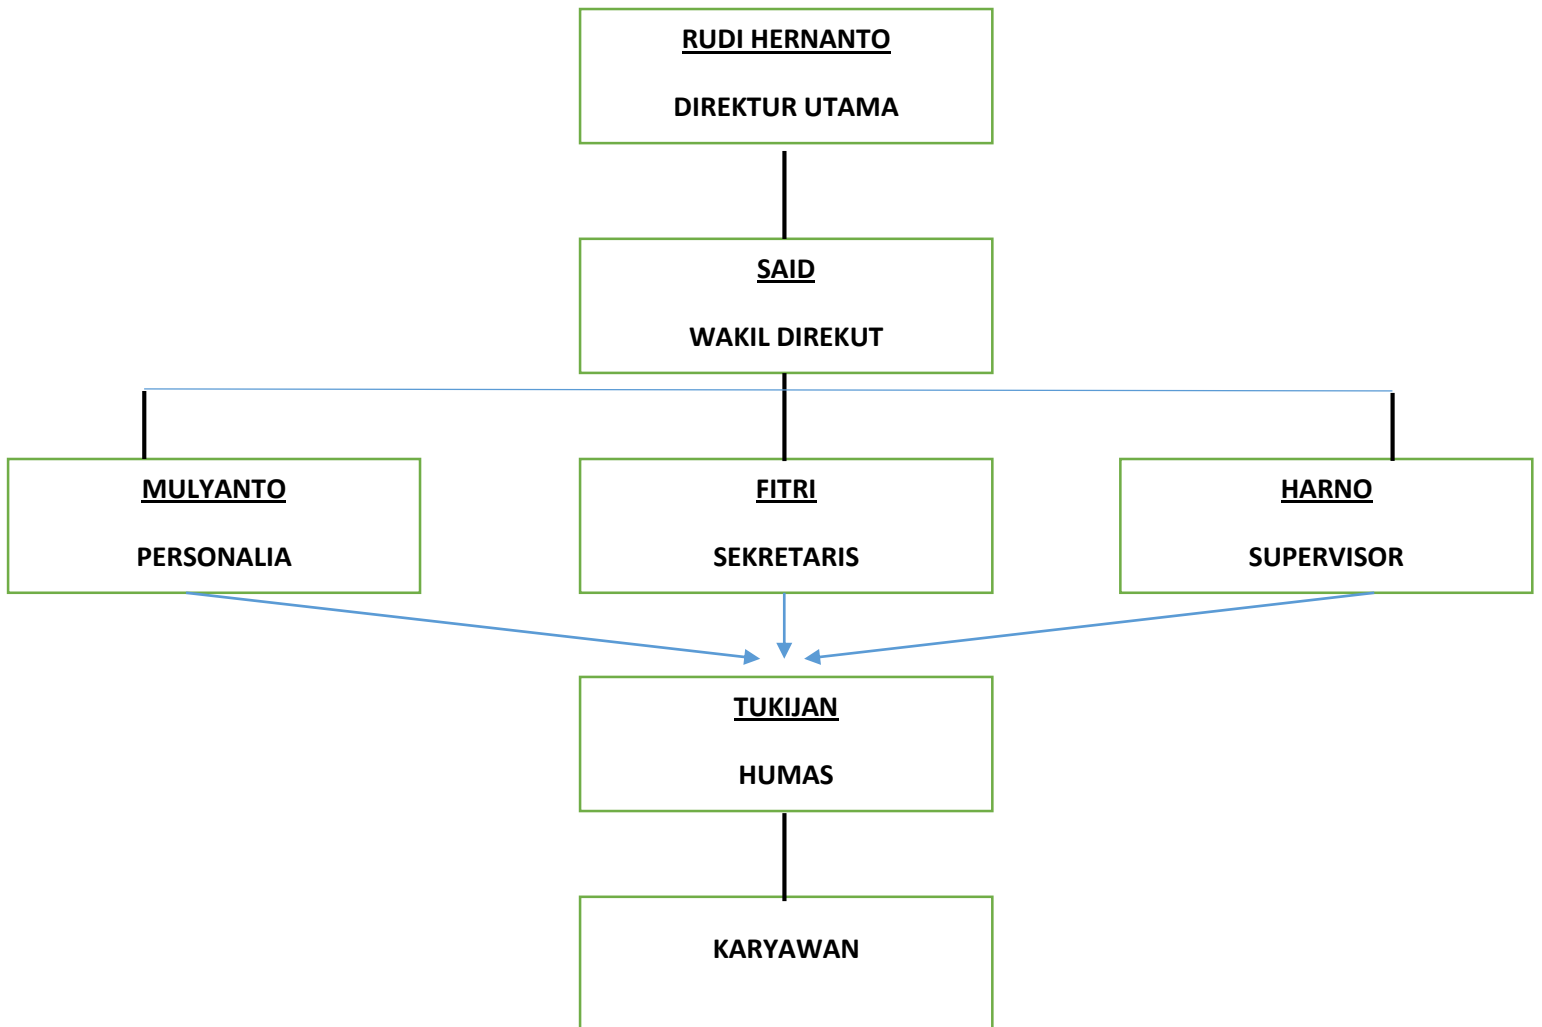 RUDI HERNANTO
DIREKTUR UTAMA
SAID
WAKIL DIREKUT
MULYANTO
PERSONALIA
FITRI
SEKRETARIS
HARNO
SUPERVISOR
TUKIJAN
HUMAS
KARYAWAN